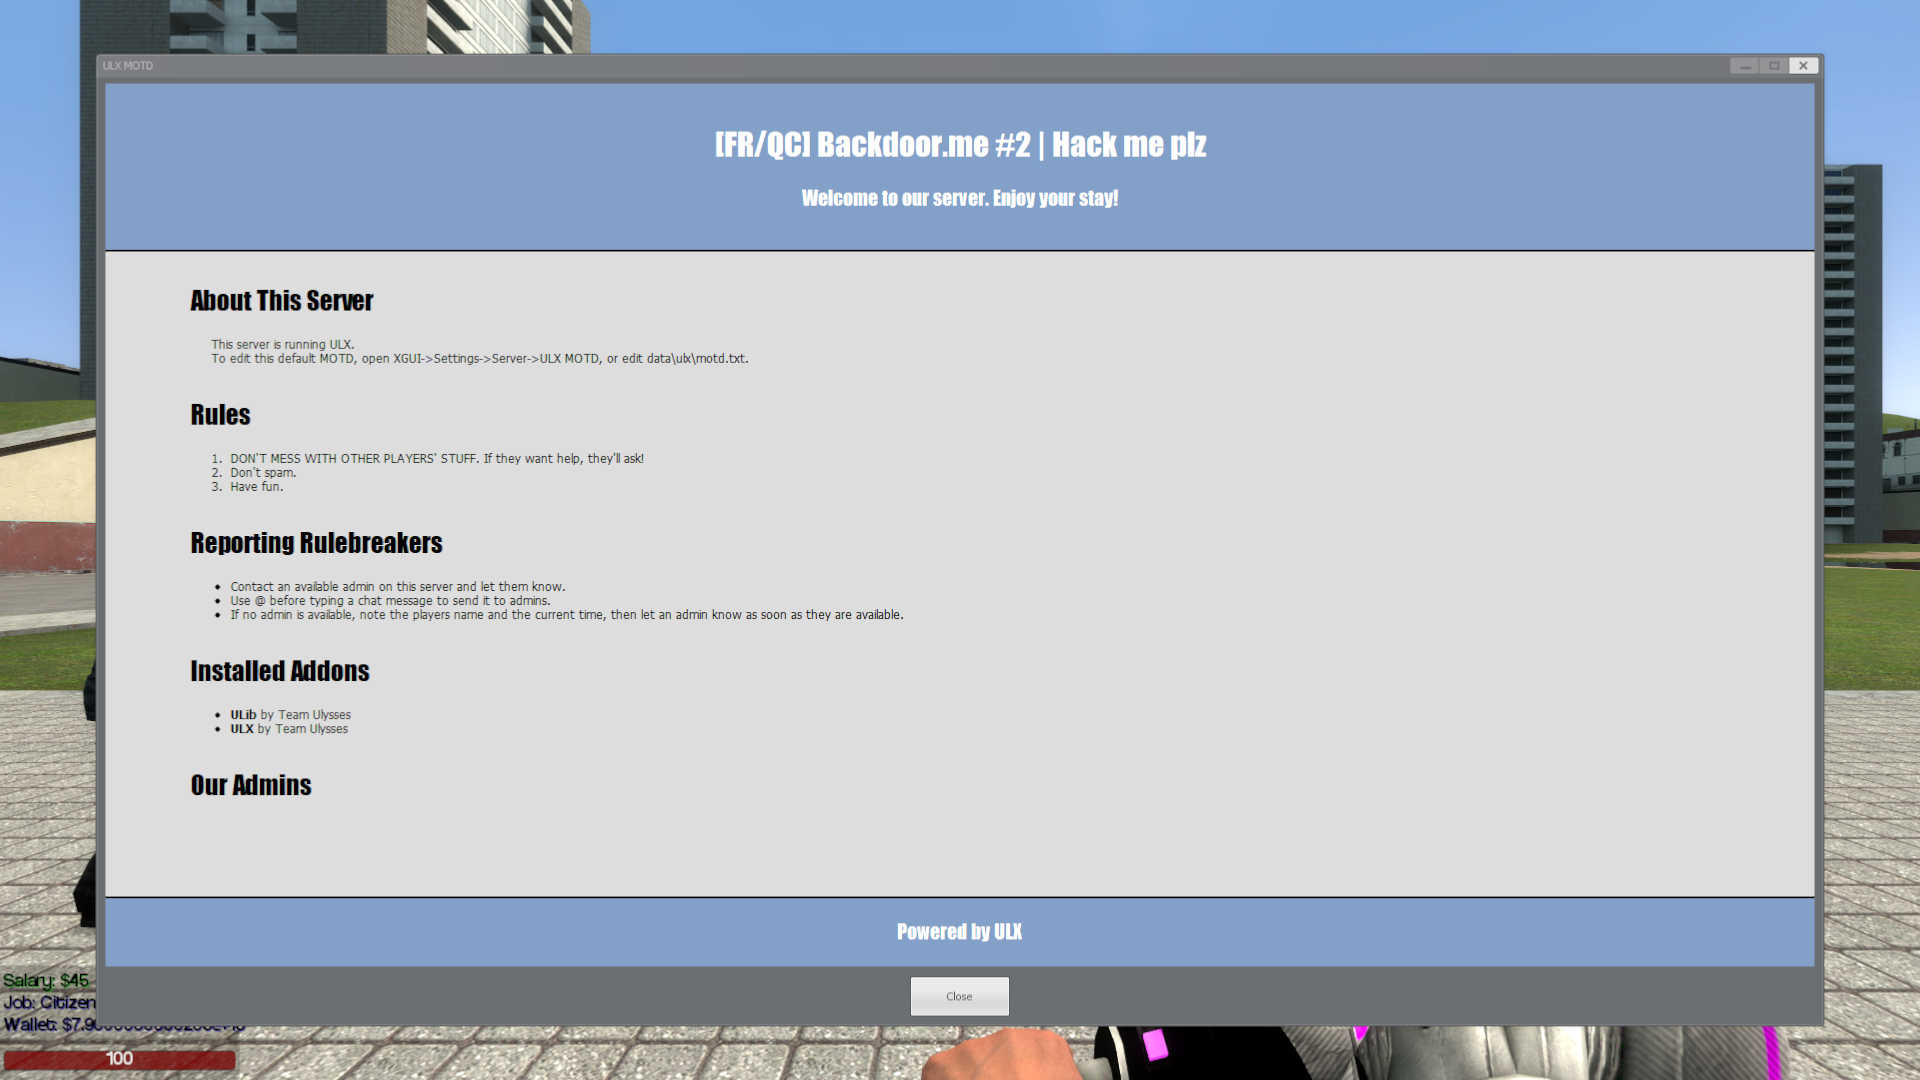 ULX MOTD
[FR/QC] Backdoor.me #2 | Hack me plz
Welcome to our server. Enjoy your stay!
About This Server
This server is running ULX.
To edit this default MOTD, open XGUI->Settings->Server->ULX MOTD, or edit data\ulx\motd.txt.
Rules
1. DON'T MESS WITH OTHER PLAYERS' STUFF. If they want help, they'll ask!
2. Don't spam.
3. Have fun.
Reporting Rulebreakers
• Contact an available admin on this server and let them know.
• Use @ before typing a chat message to send it to admins.
• If no admin is available, note the players name and the current time, then let an admin know as soon as they are available.
Installed Addons
• ULib by Team Ulysses
• ULX by Team Ulysses
Our Admins
Powered by ULX
Close
Salary: $45
Job: Citizen
Wallet:
100